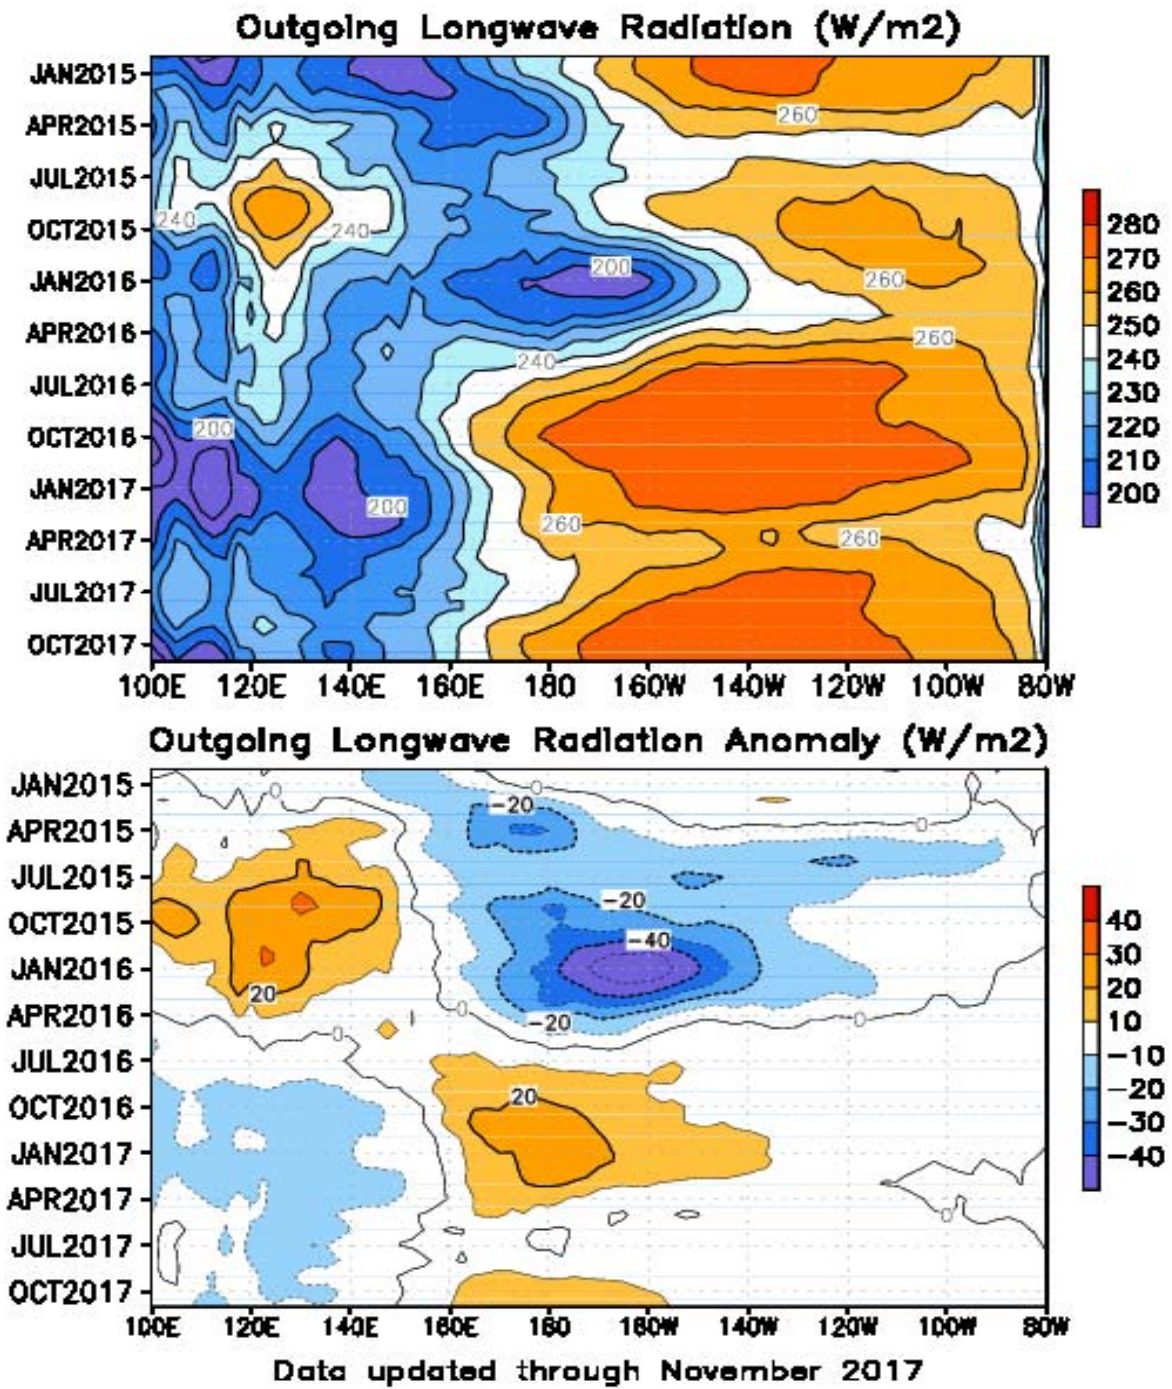 Outgoing Longwave Radiation (W/m2)
JAN2015
APR2015
JUL2015
OCT2015
JAN2016
APR2016
JUL2016
OCT2016
JAN2017
APR2017
JUL2017
OCT2017
260
240
240
200
260
260
240
200
200
260
260
100E 120E 140E 160E 180 160W 140W 120W 100W 80W
280
270
260
250
240
230
220
210
200
Outgoing Longwave Radiation Anomaly (W/m2)
JAN2015
APR2015
JUL2015
OCT2015
JAN2016
APR2016
JUL2016
OCT2016
JAN2017
APR2017
JUL2017
OCT2017
0
0
-20
0
-20
-40
20
0
-20
0
0
20
0
100E 120E 140E 160E 180 160W 140W 120W 100W 80W
40
30
20
10
-10
-20
-30
-40
Data updated through November 2017